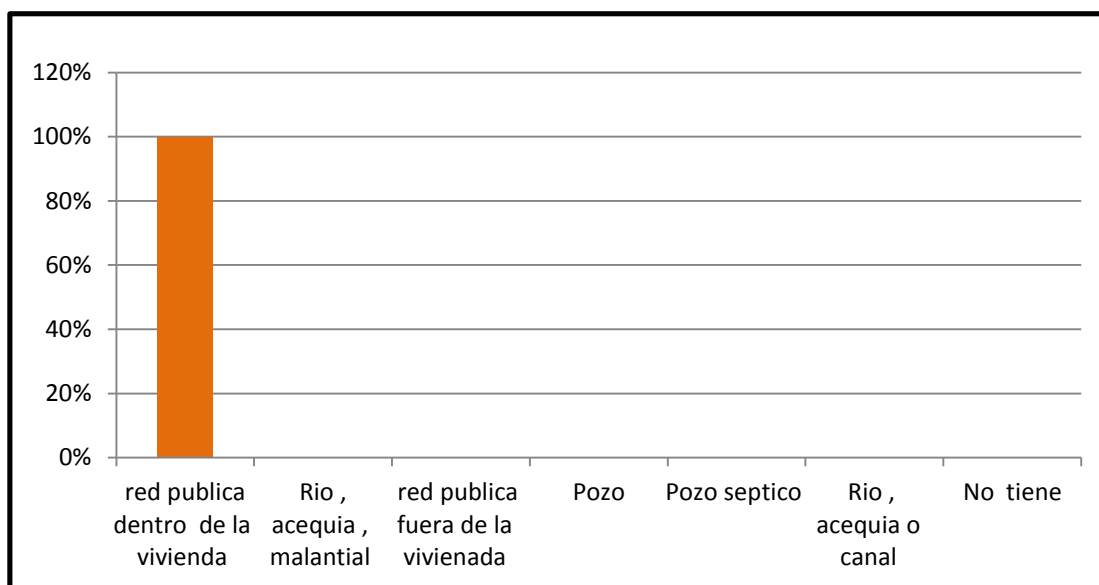 120%
100%
80%
60%
40%
20%
0%
red publica
dentro de la
vivienda
Rio ,
acequia ,
malantial
red publica
fuera de la
vivienada
Pozo
Pozo septico
Rio ,
acequia o
canal
No tiene